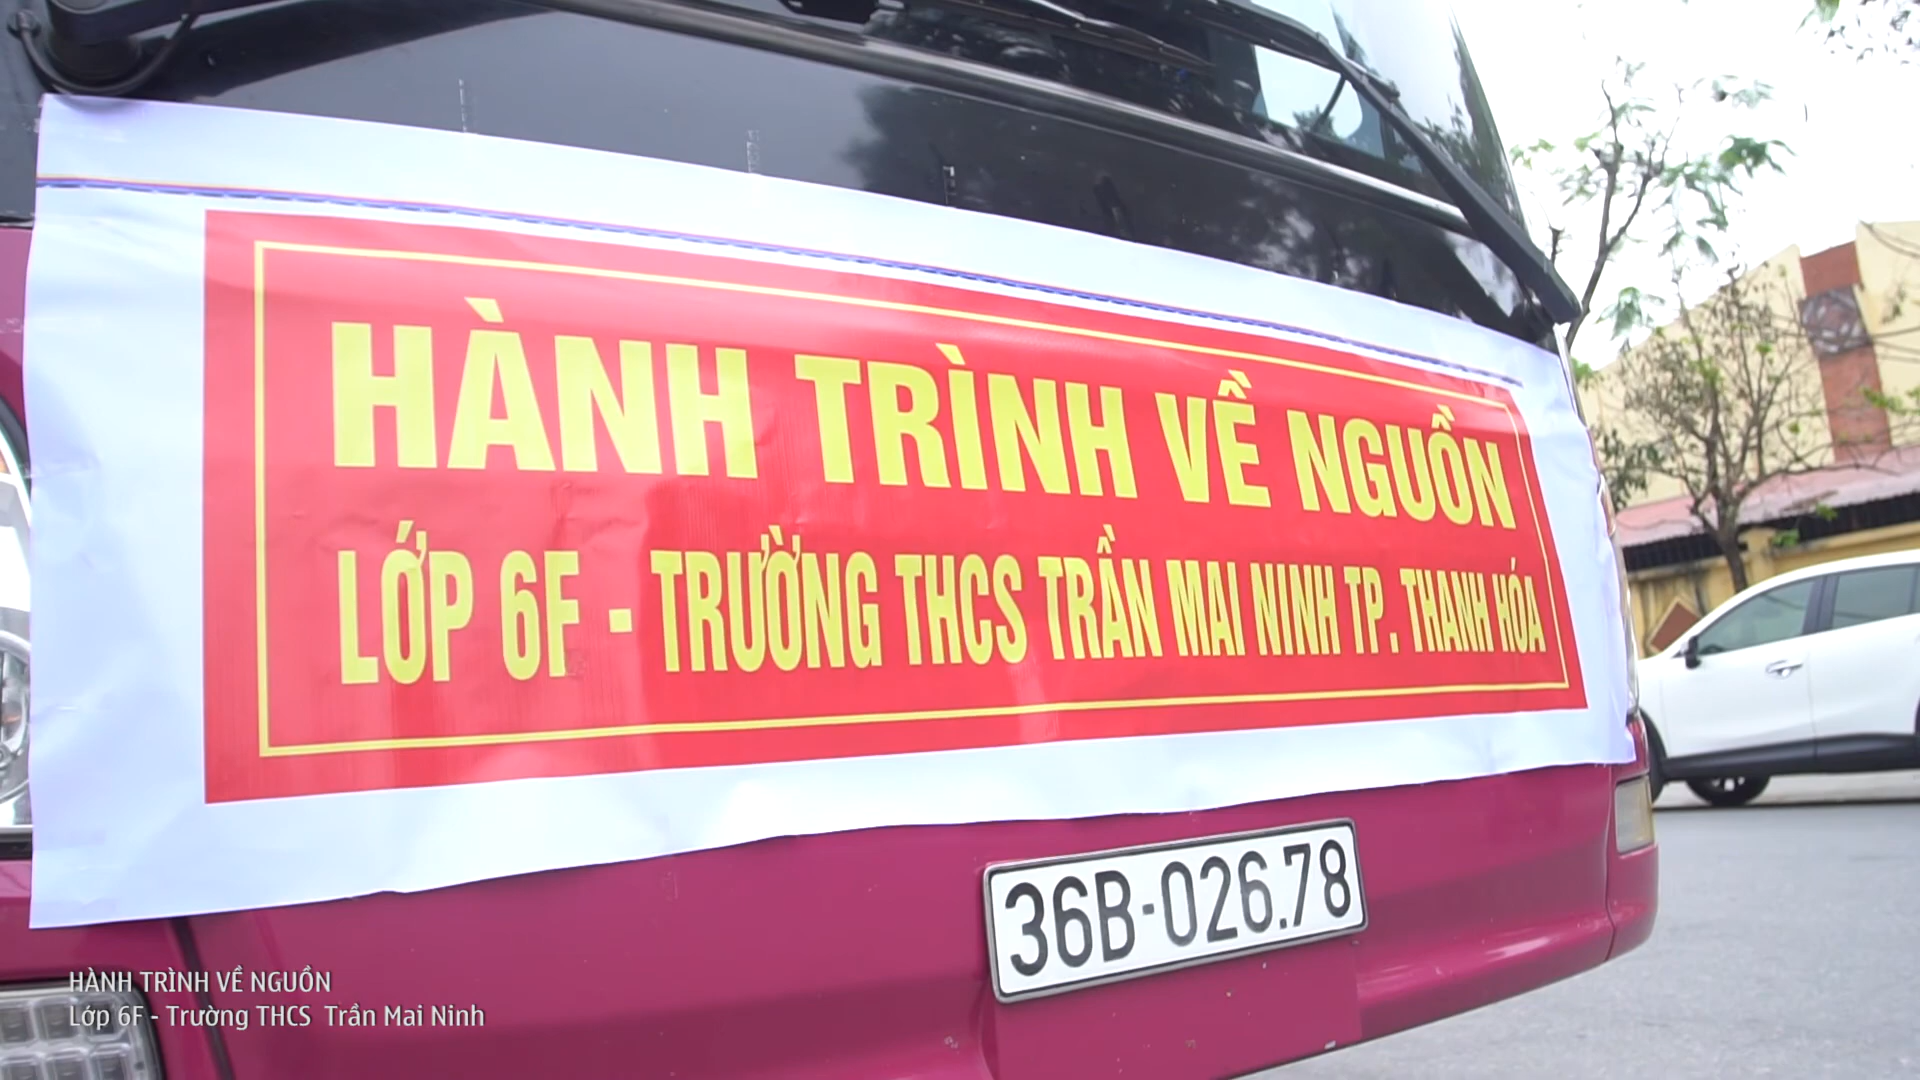 HÀNH TRÌNH VỀ NGUỒN
LỚP 6F - TRƯỜNG THCS TRẦN MAI NINH TP. THANH HÓA
36B-026.78
HÀNH TRÌNH VỀ NGUỒN
Lớp 6F - Trường THCS Trần Mai Ninh